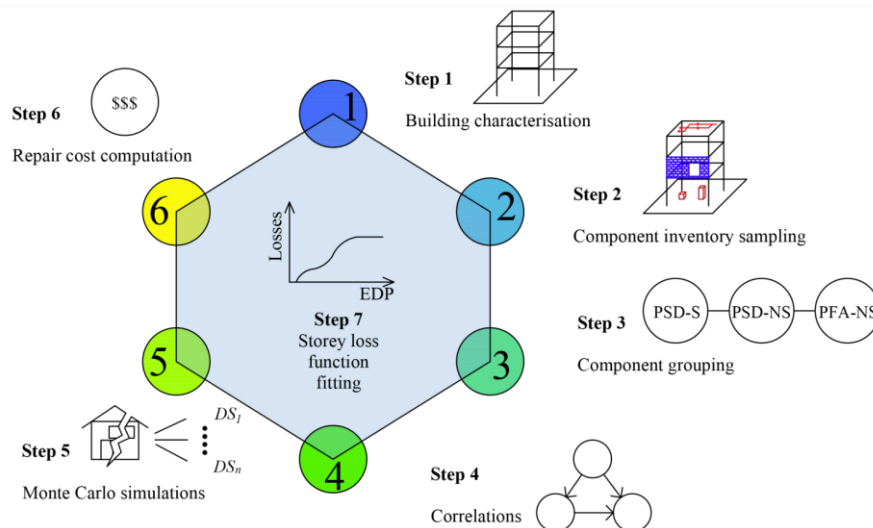 Step 1
Building characterisation
Step 2
Component inventory sampling
Step 3
PSD-S
PSD-NS
PFA-NS
Component grouping
Step 4
Correlations
Step 5
DS1
DSn
Monte Carlo simulations
Step 6
$$$
Repair cost computation
1
2
3
4
5
6
Losses
EDP
Step 7
Storey loss
function
fitting